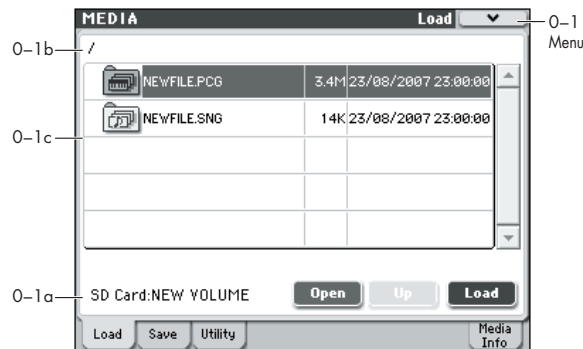 MEDIA Load
0–1
Menu
0–1b
/
NEWFILE.PCG 3.4M 23/08/2007 23:00:00
NEWFILE.SNG 14K 23/08/2007 23:00:00
0–1c
0–1a
SD Card:NEW VOLUME Open Up Load
Load Save Utility Media Info